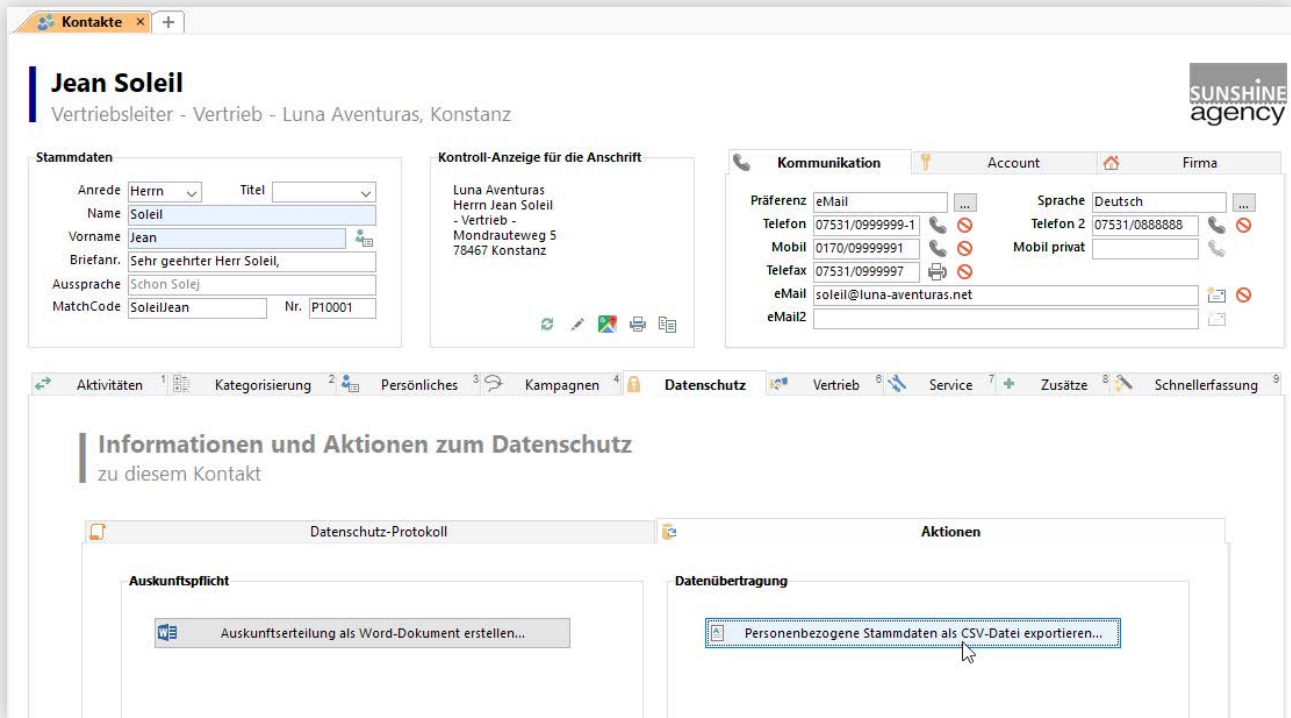 Kontakte
Jean Soleil
Vertriebsleiter - Vertrieb - Luna Aventuras, Konstanz
SUNSHINE
agency
Stammdaten
Anrede Herrn Titel
Name Soleil
Vorname Jean
Briefanr. Sehr geehrter Herr Soleil,
Aussprache Schon Solej
MatchCode SoleilJean Nr. P10001
Kontroll-Anzeige für die Anschrift
Luna Aventuras
Herrn Jean Soleil
- Vertrieb -
Mondrauteweg 5
78467 Konstanz
Kommunikation Account Firma
Präferenz eMail ... Sprache Deutsch ...
Telefon 07531/0999999-1 Telefon 2 07531/0888888
Mobil 0170/09999991 Mobil privat
Telefax 07531/0999997
eMail soleil@luna-aventuras.net
eMail2
Aktivitäten 1 Kategorisierung 2 Persönliches 3 Kampagnen 4 Datenschutz Vertrieb 6 Service 7 Zusätze 8 Schnellerfassung 9
Informationen und Aktionen zum Datenschutz
zu diesem Kontakt
Datenschutz-Protokoll Aktionen
Auskunftspflicht Datenübertragung
Auskunftserteilung als Word-Dokument erstellen... Personenbezogene Stammdaten als CSV-Datei exportieren...